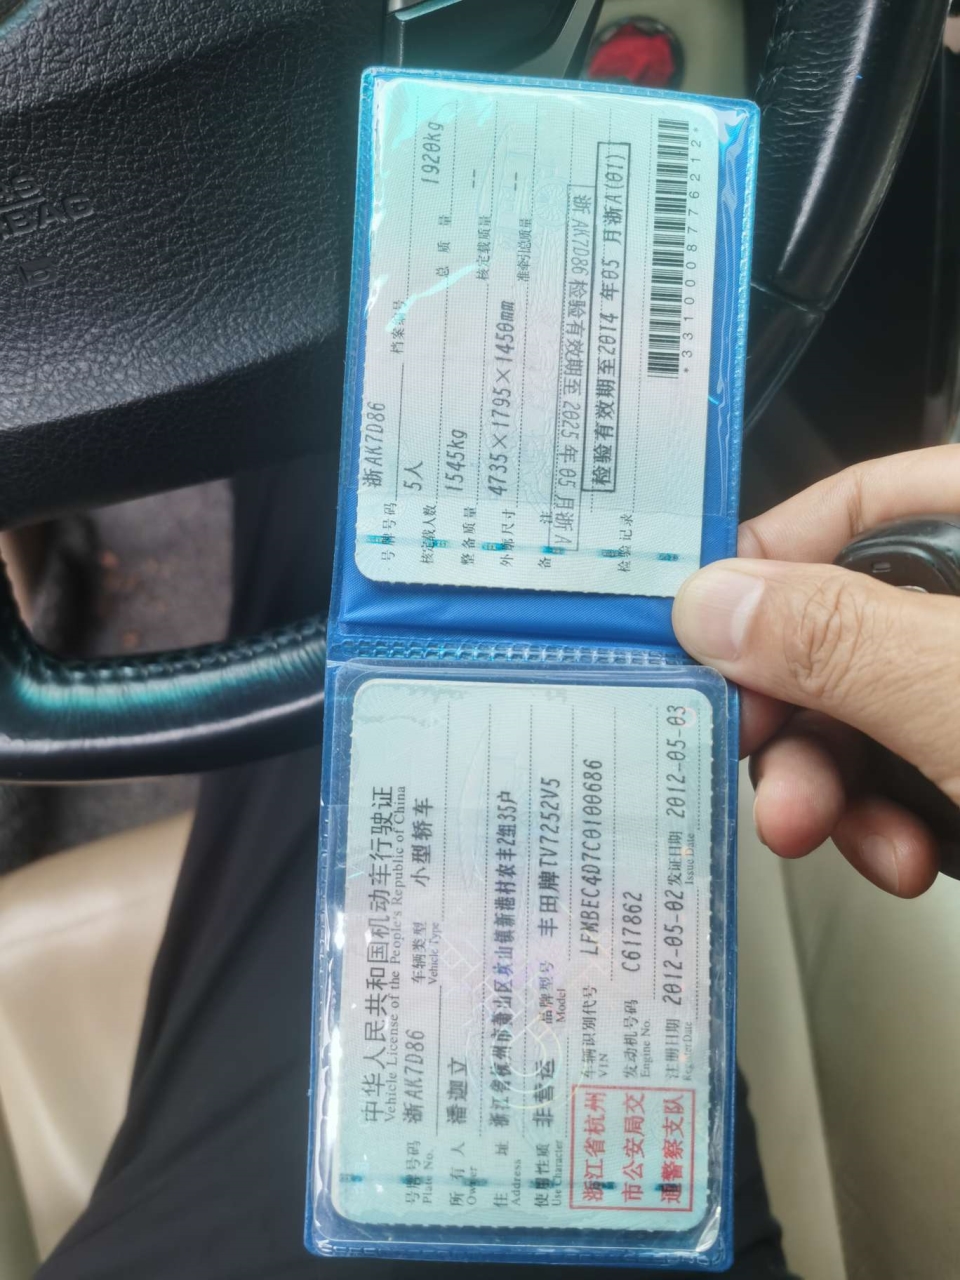 中华人民共和国机动车行驶证
Vehicle License of the People's Republic of China
号牌号码 浙AK7D86 车辆类型 小型轿车
Plate No. Vehicle Type
所有人 潘迦立
Owner
住址 浙江省杭州市萧山区坎山镇新港村农丰2组35户
Address
使用性质 非营运 品牌型号 丰田牌TV7252V5
Use Character Model
浙江省杭州
市公安局交
通警察支队
车辆识别代号 LFMBEC4D7C0100686
VIN
发动机号码 C617862
Engine No.
注册日期 2012-05-02 发证日期 2012-05-03
Register Date Issue Date
号牌号码 浙AK7D86 档案编号
核定载人数 5人 总质量 1920kg
整备质量 1545kg 核定载质量 --
外廓尺寸 4735×1795×1450mm 准牵引总质量 --
备注
浙AK7D86 检验有效期至2025年05月浙A
检验有效期至2014年05月浙A(01)
检验记录
*3310008776212*
AIRBAG